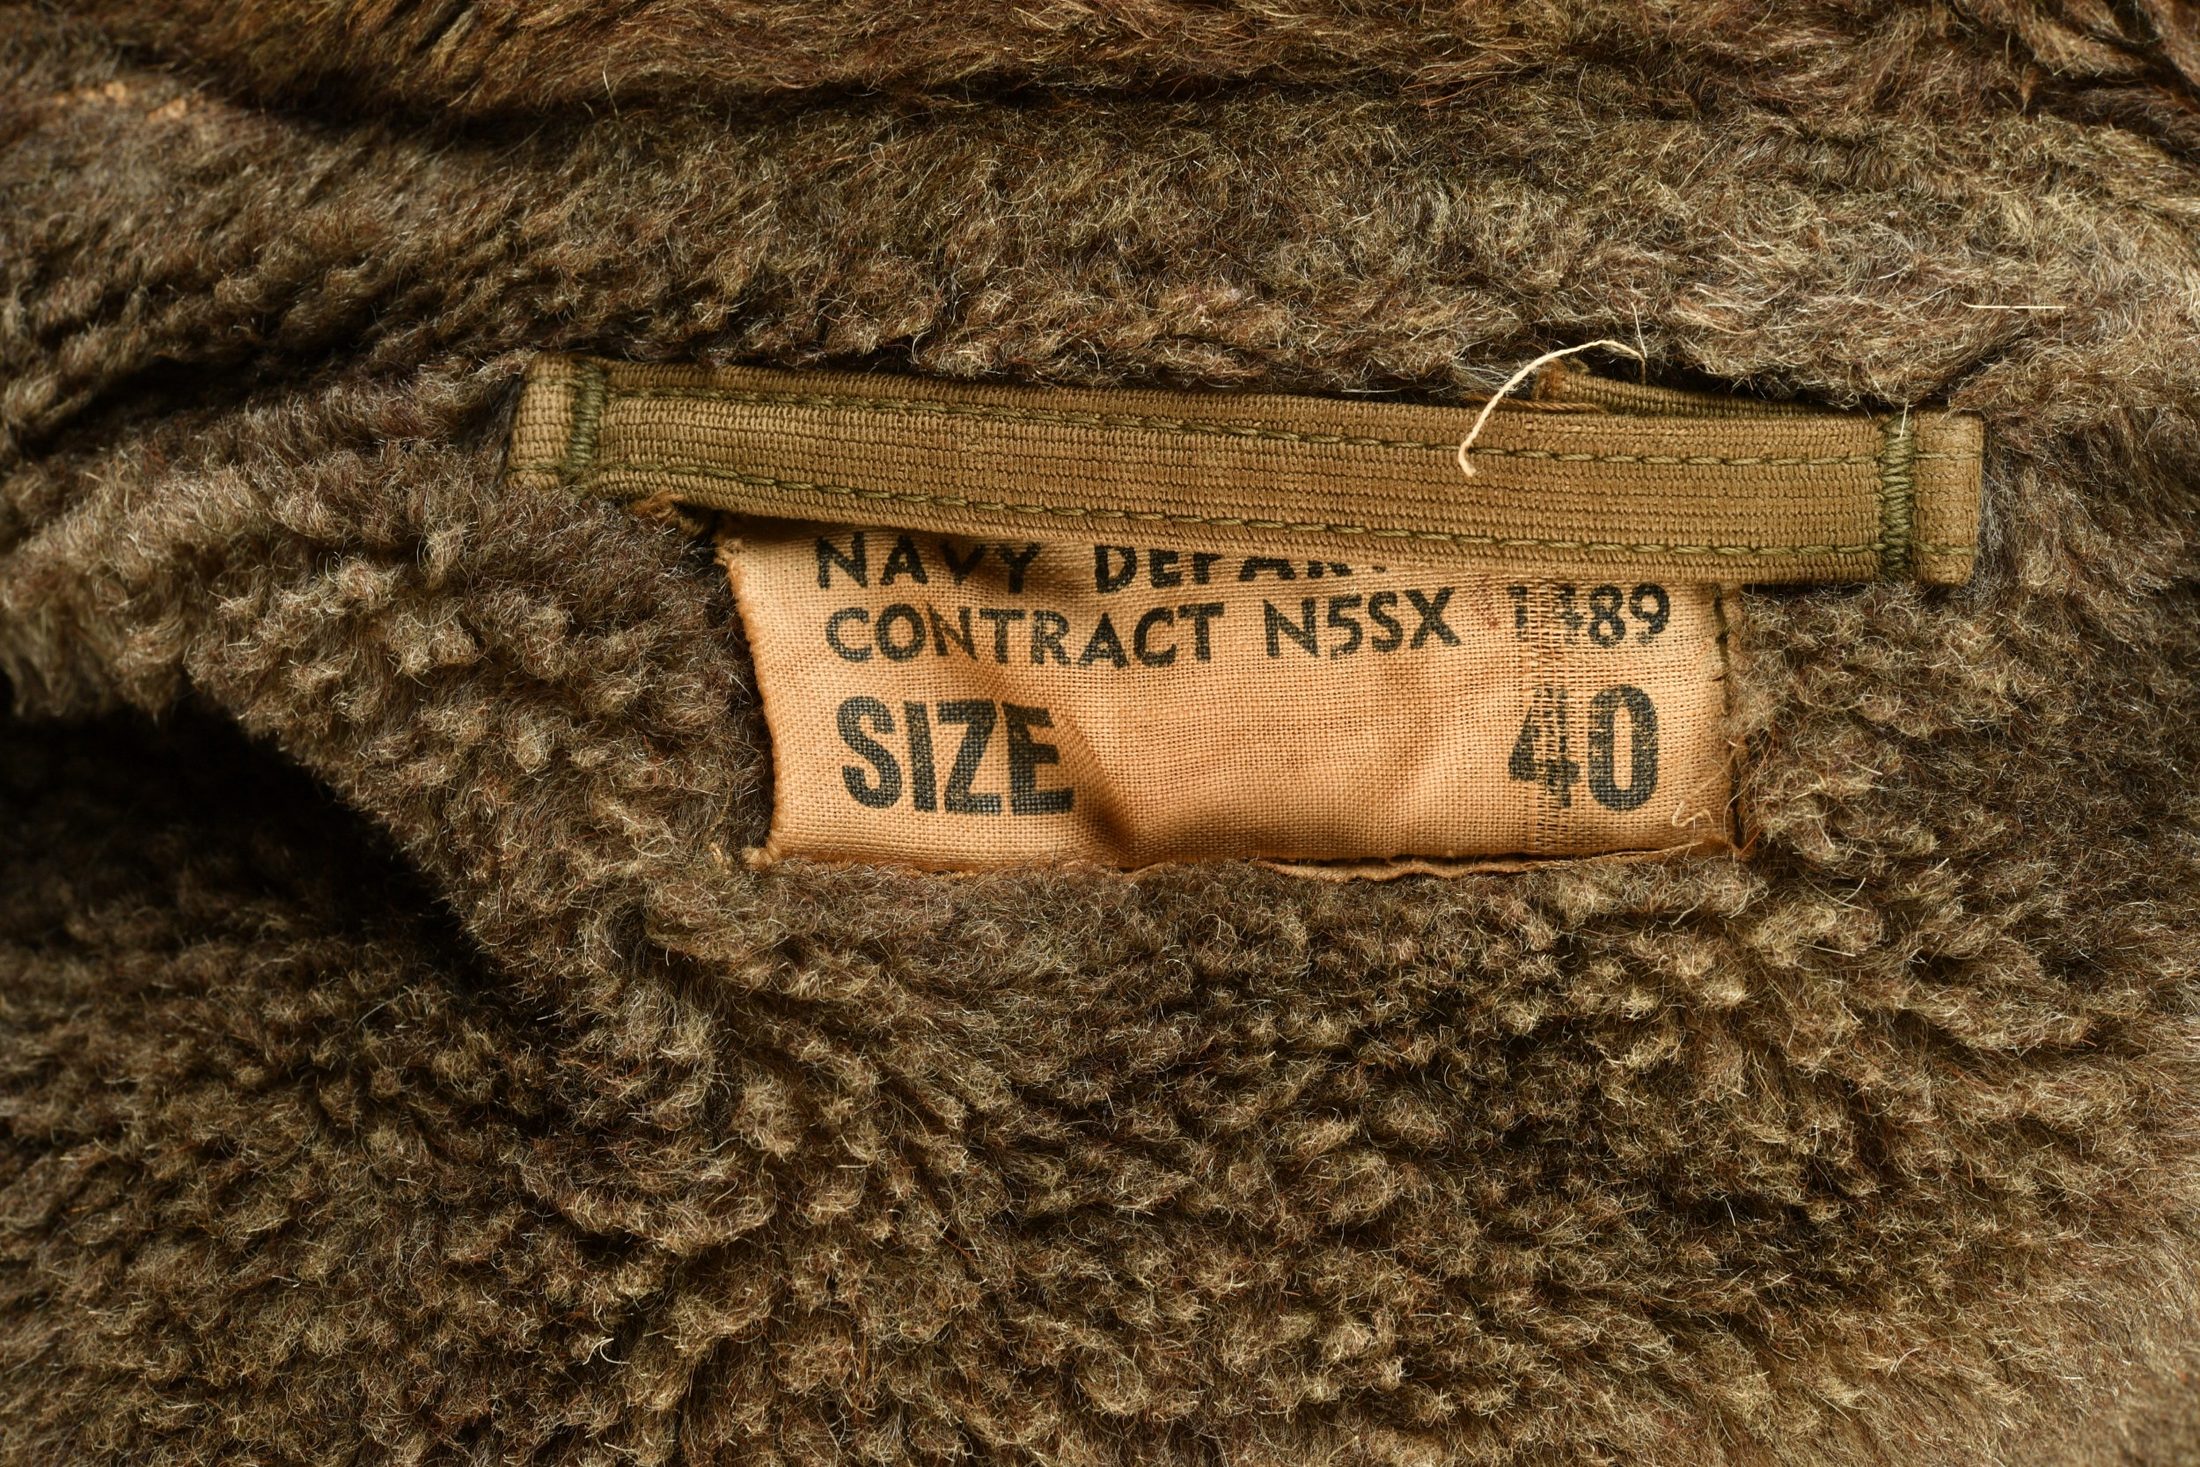 NAVY
CONTRACT N5SX
SIZE 40